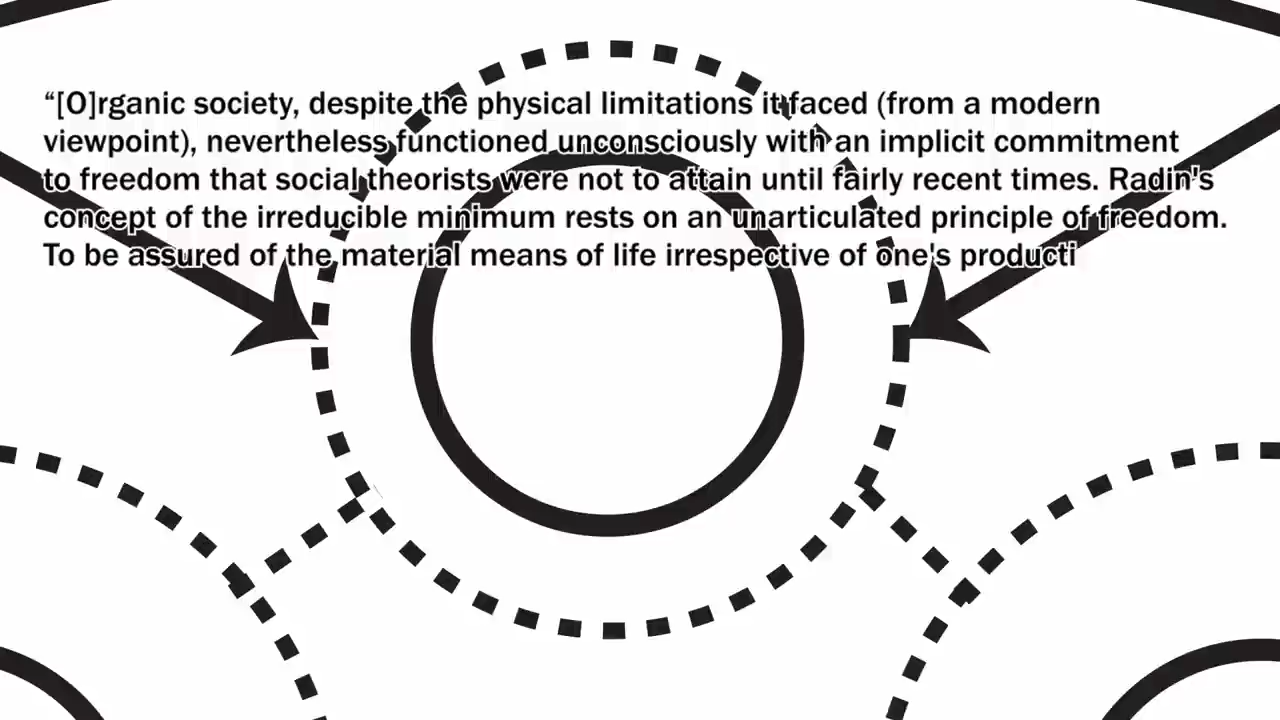 “[O]rganic society, despite the physical limitations it faced (from a modern
viewpoint), nevertheless functioned unconsciously with an implicit commitment
to freedom that social theorists were not to attain until fairly recent times. Radin's
concept of the irreducible minimum rests on an unarticulated principle of freedom.
To be assured of the material means of life irrespective of one's producti